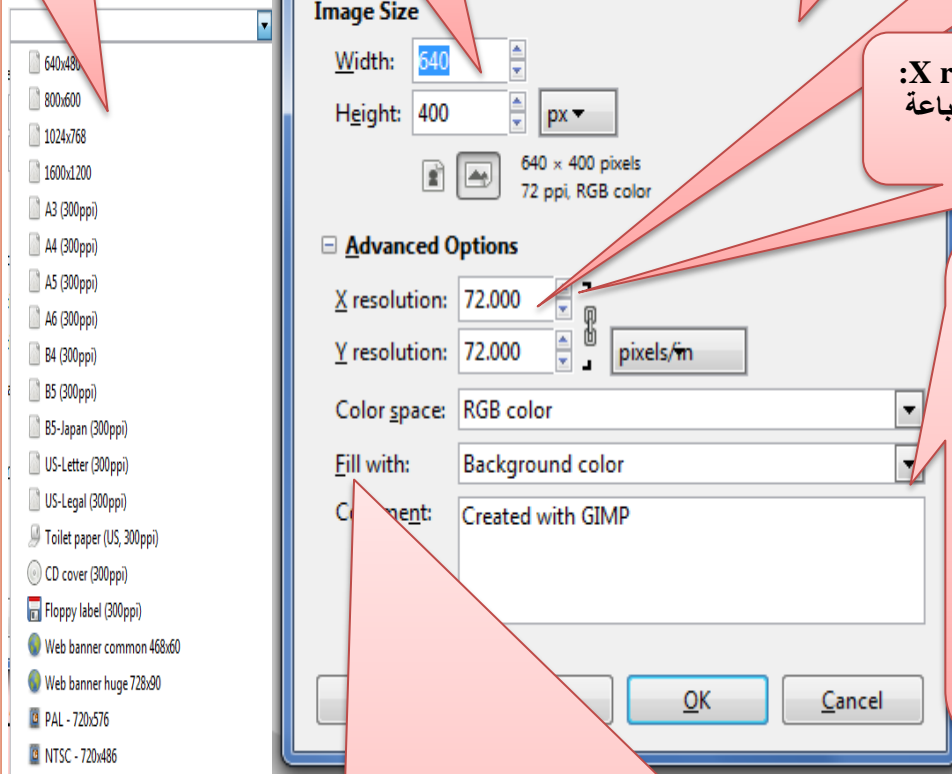 640x480
800x600
1024x768
1600x1200
A3 (300ppi)
A4 (300ppi)
A5 (300ppi)
A6 (300ppi)
B4 (300ppi)
B5 (300ppi)
B5-Japan (300ppi)
US-Letter (300ppi)
US-Legal (300ppi)
Toilet paper (US, 300ppi)
CD cover (300ppi)
Floppy label (300ppi)
Web banner common 468x60
Web banner huge 728x90
PAL - 720x576
NTSC - 720x486
Image Size
Width: 640
Height: 400 px
640 × 400 pixels
72 ppi, RGB color
Advanced Options
X resolution: 72.000
Y resolution: 72.000 pixels/in
Color space: RGB color
Fill with: Background color
Created with GIMP
OK Cancel
:X